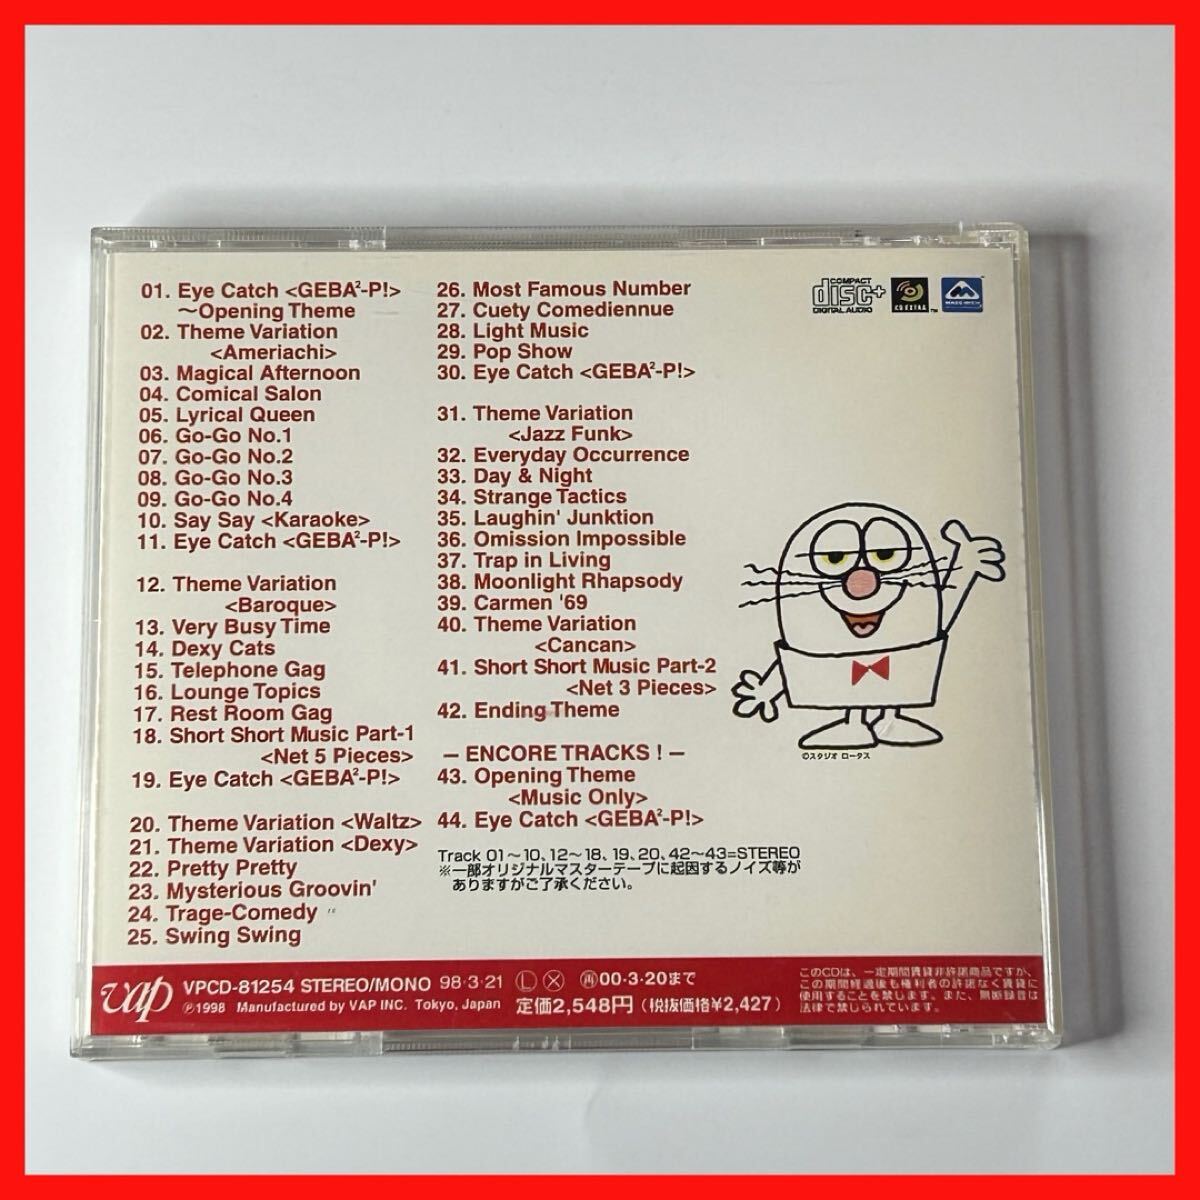 01. Eye Catch <GEBA²-P!>
～Opening Theme
02. Theme Variation
<Ameriachi>
03. Magical Afternoon
04. Comical Salon
05. Lyrical Queen
06. Go-Go No.1
07. Go-Go No.2
08. Go-Go No.3
09. Go-Go No.4
10. Say Say <Karaoke>
11. Eye Catch <GEBA²-P!>
12. Theme Variation
<Baroque>
13. Very Busy Time
14. Dexy Cats
15. Telephone Gag
16. Lounge Topics
17. Rest Room Gag
18. Short Short Music Part-1
<Net 5 Pieces>
19. Eye Catch <GEBA²-P!>
20. Theme Variation <Waltz>
21. Theme Variation <Dexy>
22. Pretty Pretty
23. Mysterious Groovin'
24. Trage-Comedy
25. Swing Swing
26. Most Famous Number
27. Cuety Comediennue
28. Light Music
29. Pop Show
30. Eye Catch <GEBA²-P!>
31. Theme Variation
<Jazz Funk>
32. Everyday Occurrence
33. Day & Night
34. Strange Tactics
35. Laughin' Junktion
36. Omission Impossible
37. Trap in Living
38. Moonlight Rhapsody
39. Carmen '69
40. Theme Variation
<Cancan>
41. Short Short Music Part-2
<Net 3 Pieces>
42. Ending Theme
— ENCORE TRACKS ! —
43. Opening Theme
<Music Only>
44. Eye Catch <GEBA²-P!>
Track 01～10、12～18、19、20、42～43=STEREO
※一部オリジナルマスターテープに起因するノイズ等が
ありますがご了承ください。
COMPACT
disc+
DIGITAL AUDIO
CD EXTRA
TM
©スタジオ ロータス
vap
VPCD-81254 STEREO/MONO 98・3・21 Ⓛ Ⓧ 再00・3・20まで
℗1998 Manufactured by VAP INC. Tokyo, Japan
定価2,548円(税抜価格¥2,427)
このCDは、一定期間賃貸非許諾商品ですが、
この期間経過後も権利者の許諾なく賃貸に
使用することを禁じます。また、無断録音は
法律で禁じられています。